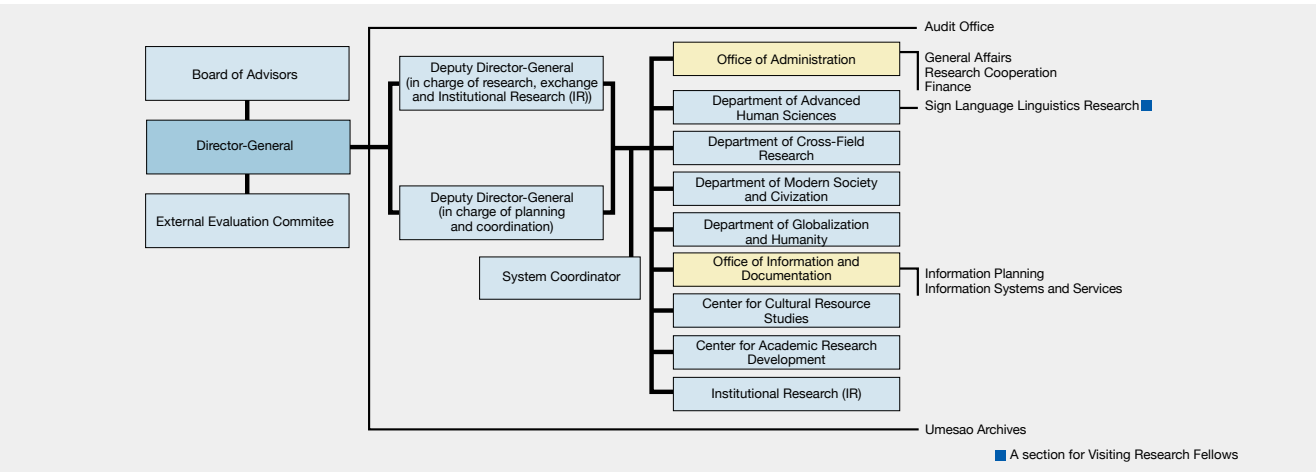 Audit Office
Board of Advisors
Director-General
External Evaluation Commitee
Deputy Director-General
(in charge of research, exchange
and Institutional Research (IR))
Deputy Director-General
(in charge of planning
and coordination)
System Coordinator
Office of Administration
General Affairs
Research Cooperation
Finance
Department of Advanced
Human Sciences
Sign Language Linguistics Research
Department of Cross-Field
Research
Department of Modern Society
and Civization
Department of Globalization
and Humanity
Office of Information and
Documentation
Information Planning
Information Systems and Services
Center for Cultural Resource
Studies
Center for Academic Research
Development
Institutional Research (IR)
Umesao Archives
A section for Visiting Research Fellows